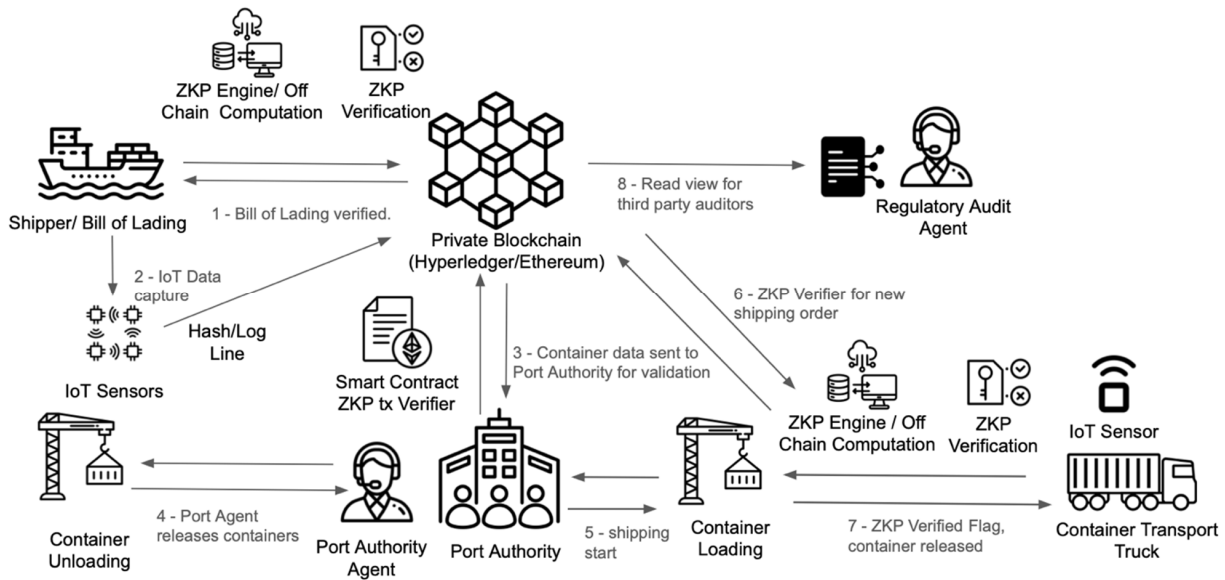 ZKP Engine/ Off
Chain Computation
ZKP
Verification
Shipper/ Bill of Lading
1 - Bill of Lading verified.
Private Blockchain
(Hyperledger/Ethereum)
8 - Read view for
third party auditors
Regulatory Audit
Agent
2 - IoT Data
capture
Hash/Log
Line
IoT Sensors
6 - ZKP Verifier for new
shipping order
3 - Container data sent to
Port Authority for validation
Smart Contract
ZKP tx Verifier
ZKP Engine / Off
Chain Computation
ZKP
Verification
IoT Sensor
4 - Port Agent
releases containers
Container
Unloading
Port Authority
Agent
Port Authority
5 - shipping
start
Container
Loading
7 - ZKP Verified Flag,
container released
Container Transport
Truck